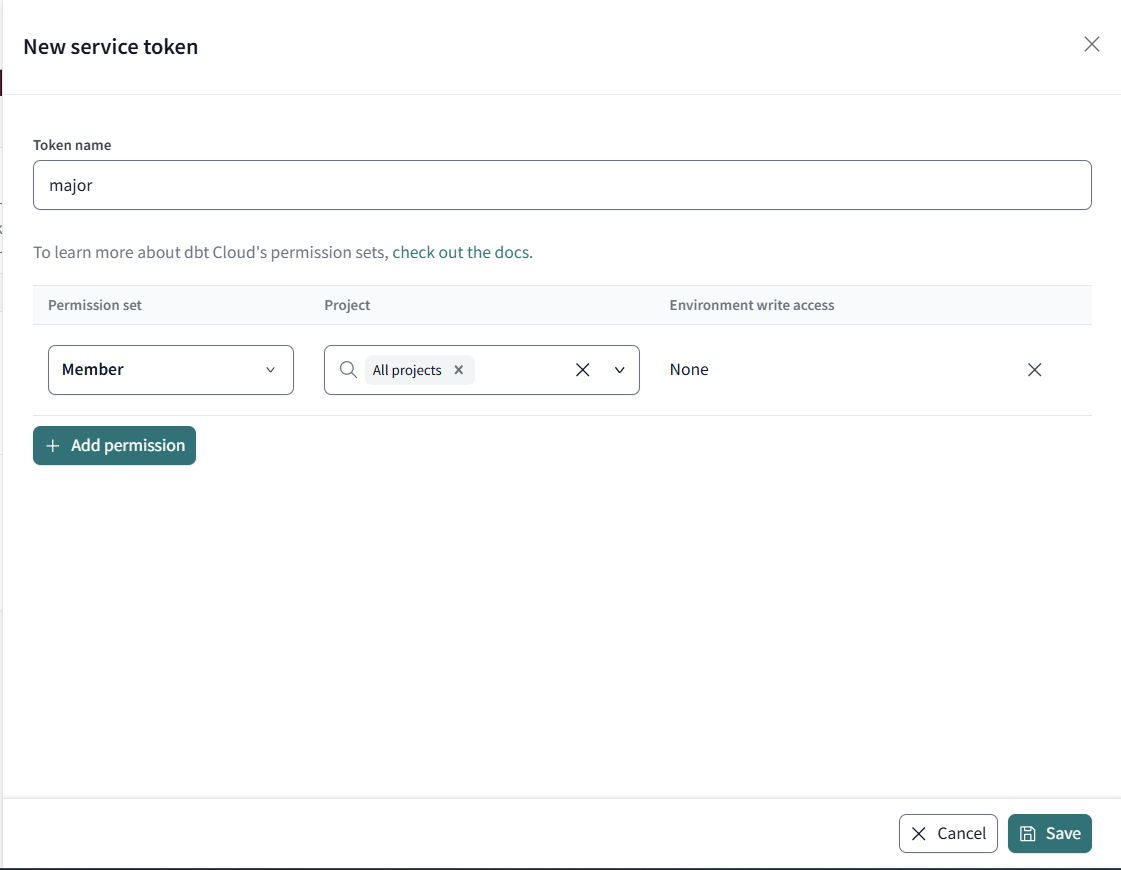 New service token
Token name
major
To learn more about dbt Cloud's permission sets, check out the docs.
Permission set Project Environment write access
Member All projects None
Add permission
Cancel Save